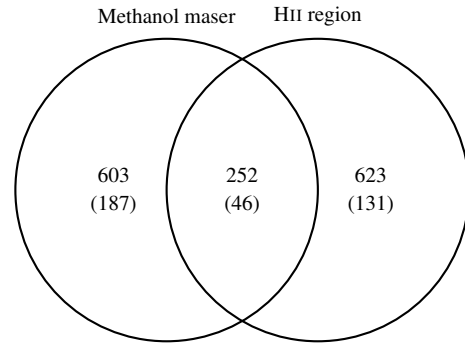 Methanol maser HII region
603 252 623
(187) (46) (131)